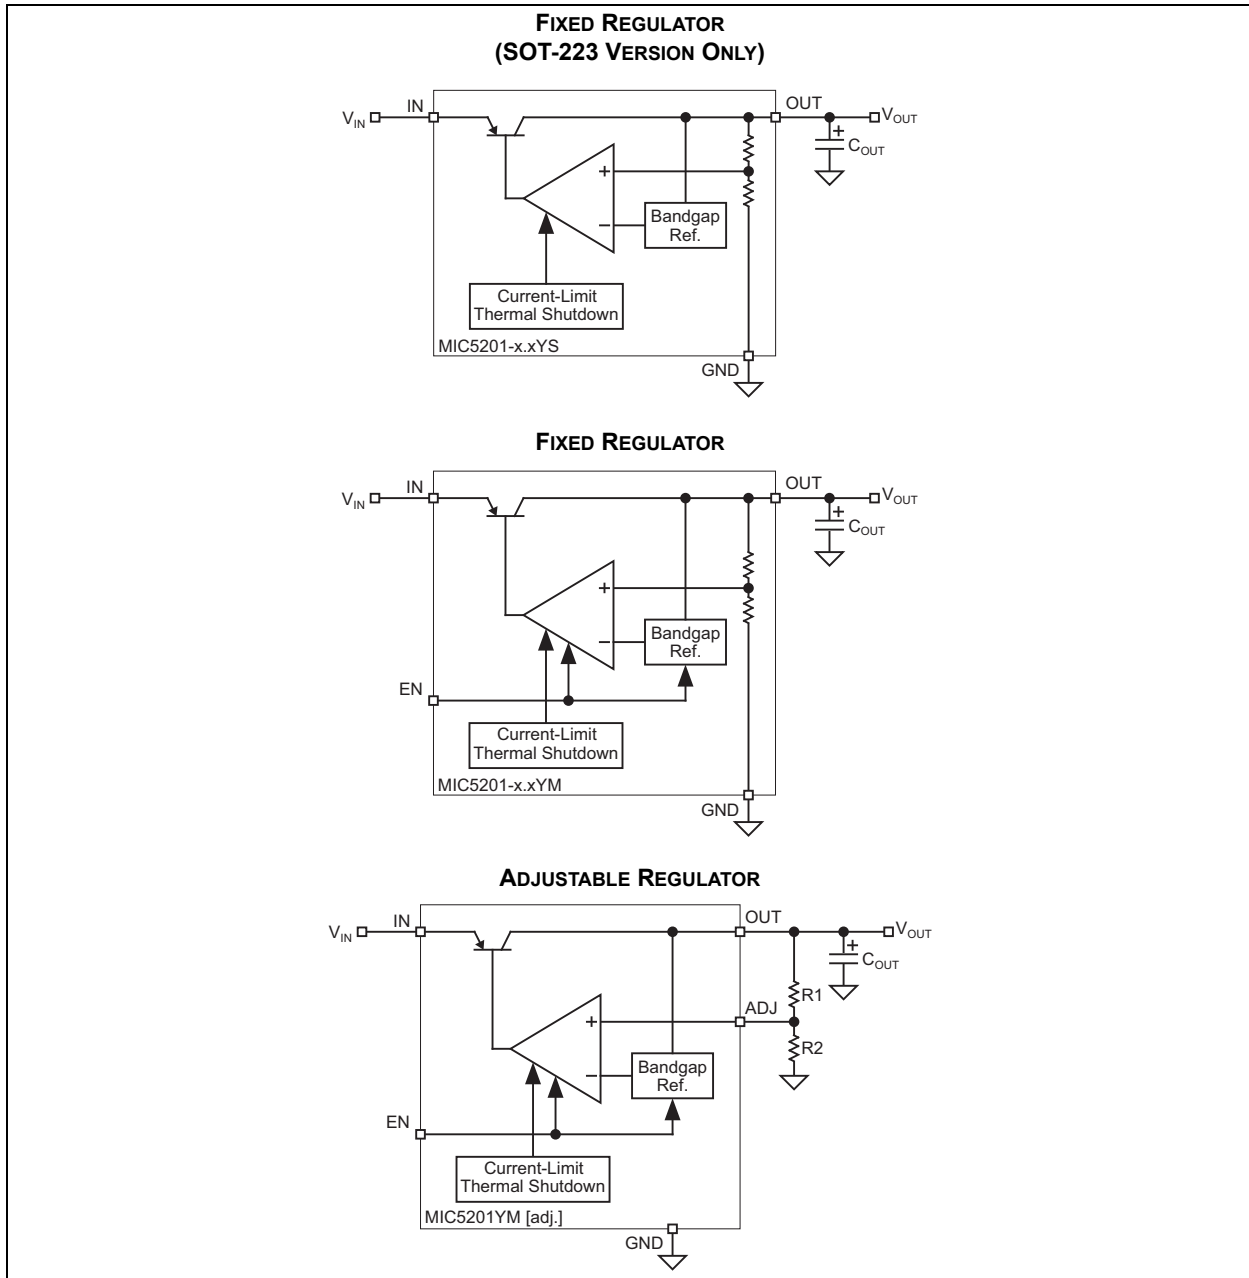 FIXED REGULATOR
(SOT-223 VERSION ONLY)
IN
OUT
VIN
VOUT
+
COUT
+
−
Bandgap
Ref.
Current-Limit
Thermal Shutdown
MIC5201-x.xYS
GND
FIXED REGULATOR
IN
OUT
VIN
VOUT
+
COUT
+
−
Bandgap
Ref.
EN
Current-Limit
Thermal Shutdown
MIC5201-x.xYM
GND
ADJUSTABLE REGULATOR
IN
OUT
VIN
VOUT
+
COUT
R1
ADJ
+
R2
−
Bandgap
Ref.
EN
Current-Limit
Thermal Shutdown
MIC5201YM [adj.]
GND